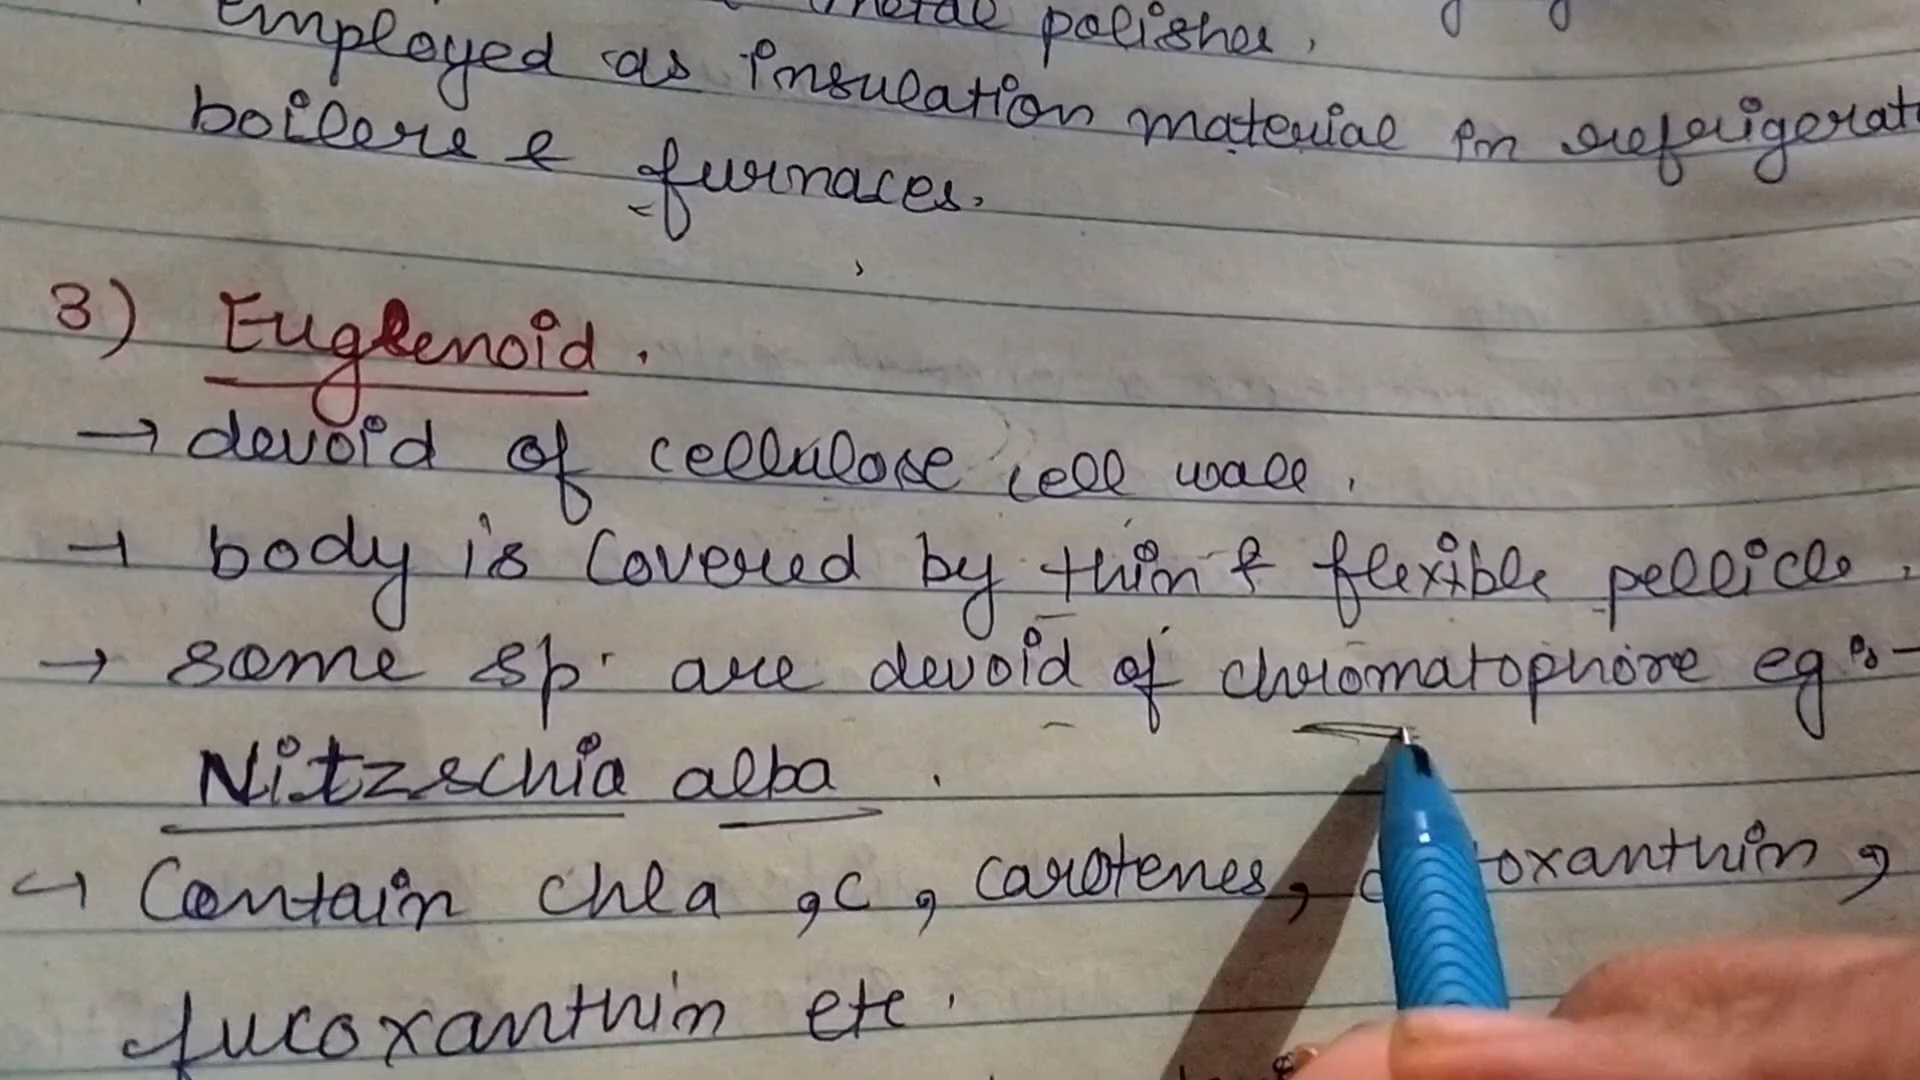 metal polisher,
employed as insulation material in refrigerat
boilers & furnaces.
3) Euglenoid.
→ devoid of cellulose cell wall.
→ body is covered by thin & flexible pellicle.
→ some sp. are devoid of chromatophore eg:-
Nitzschia alba.
→ Contain chl a, c, carotenes, oxanthin,
fucoxanthin etc.